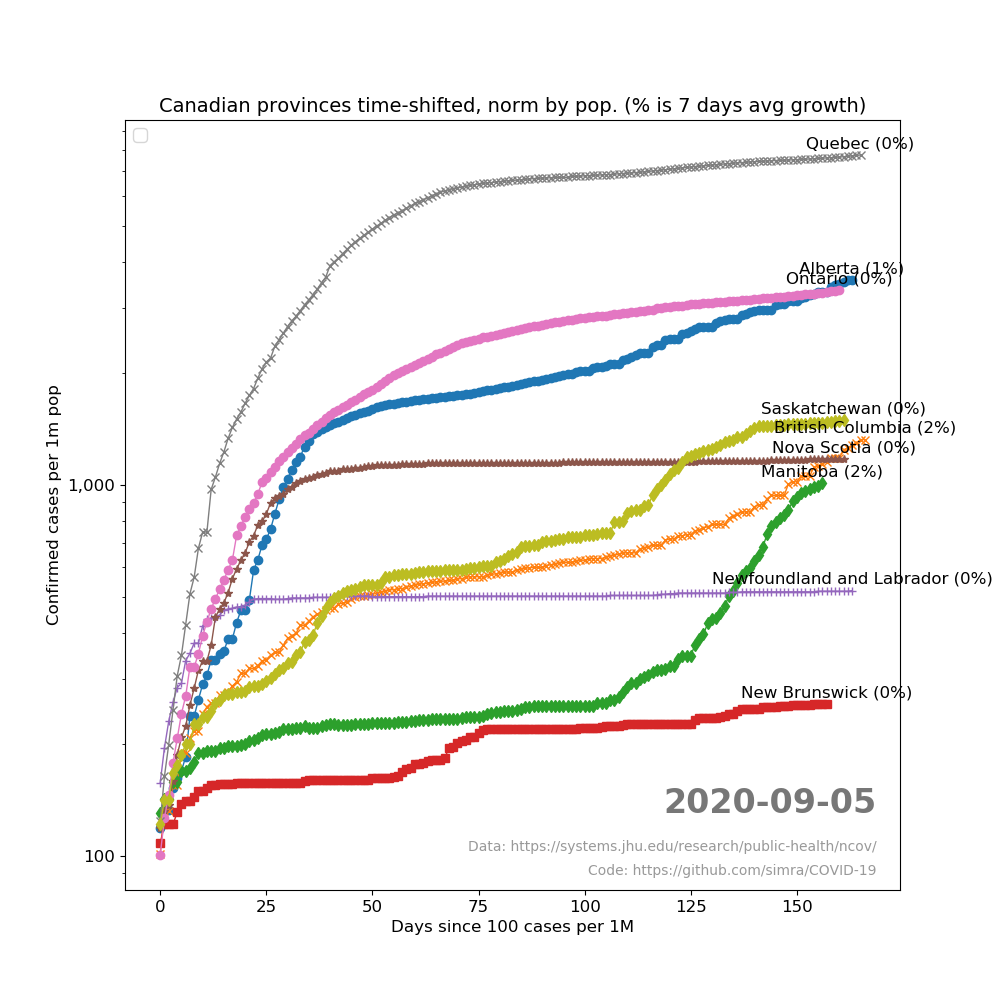 Canadian provinces time-shifted, norm by pop. (% is 7 days avg growth)
Quebec (0%)
Alberta (1%)
Ontario (0%)
Saskatchewan (0%)
British Columbia (2%)
Nova Scotia (0%)
Manitoba (2%)
Newfoundland and Labrador (0%)
New Brunswick (0%)
Confirmed cases per 1m pop
1,000
100
2020-09-05
Data: https://systems.jhu.edu/research/public-health/ncov/
Code: https://github.com/simra/COVID-19
0 25 50 75 100 125 150
Days since 100 cases per 1M